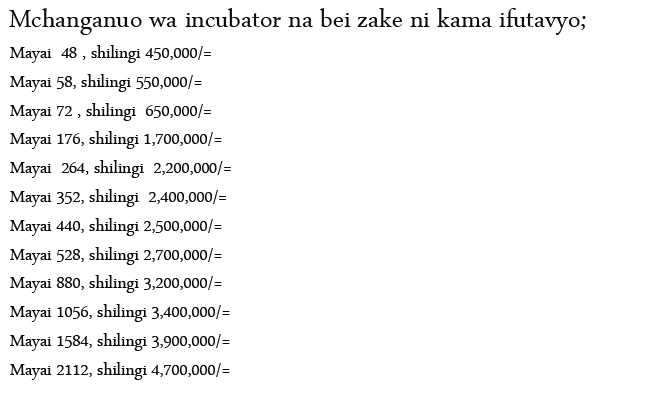 Mchanganuo wa incubator na bei zake ni kama ifutavyo;
Mayai 48 , shilingi 450,000/=
Mayai 58, shilingi 550,000/=
Mayai 72 , shilingi 650,000/=
Mayai 176, shilingi 1,700,000/=
Mayai 264, shilingi 2,200,000/=
Mayai 352, shilingi 2,400,000/=
Mayai 440, shilingi 2,500,000/=
Mayai 528, shilingi 2,700,000/=
Mayai 880, shilingi 3,200,000/=
Mayai 1056, shilingi 3,400,000/=
Mayai 1584, shilingi 3,900,000/=
Mayai 2112, shilingi 4,700,000/=